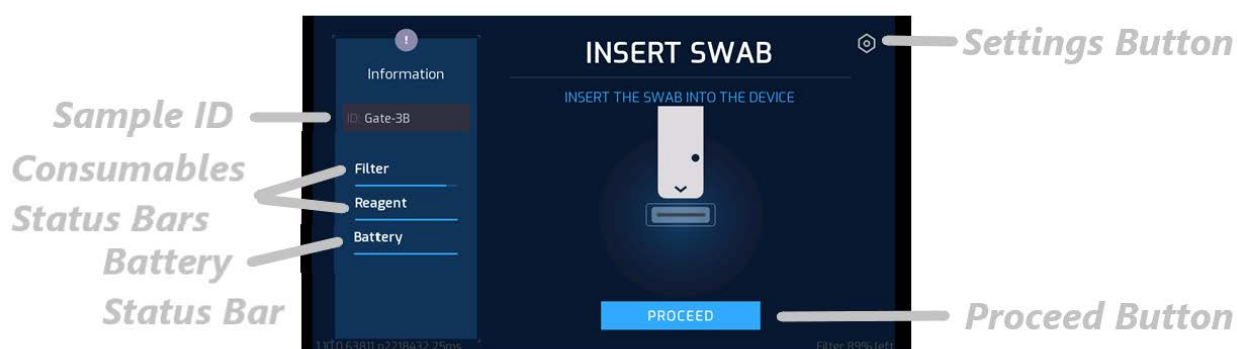 Information
ID: Gate-3B
Filter
Reagent
Battery
INSERT SWAB
INSERT THE SWAB INTO THE DEVICE
PROCEED
Filter 89% left
Sample ID
Consumables
Status Bars
Battery
Status Bar
Settings Button
Proceed Button